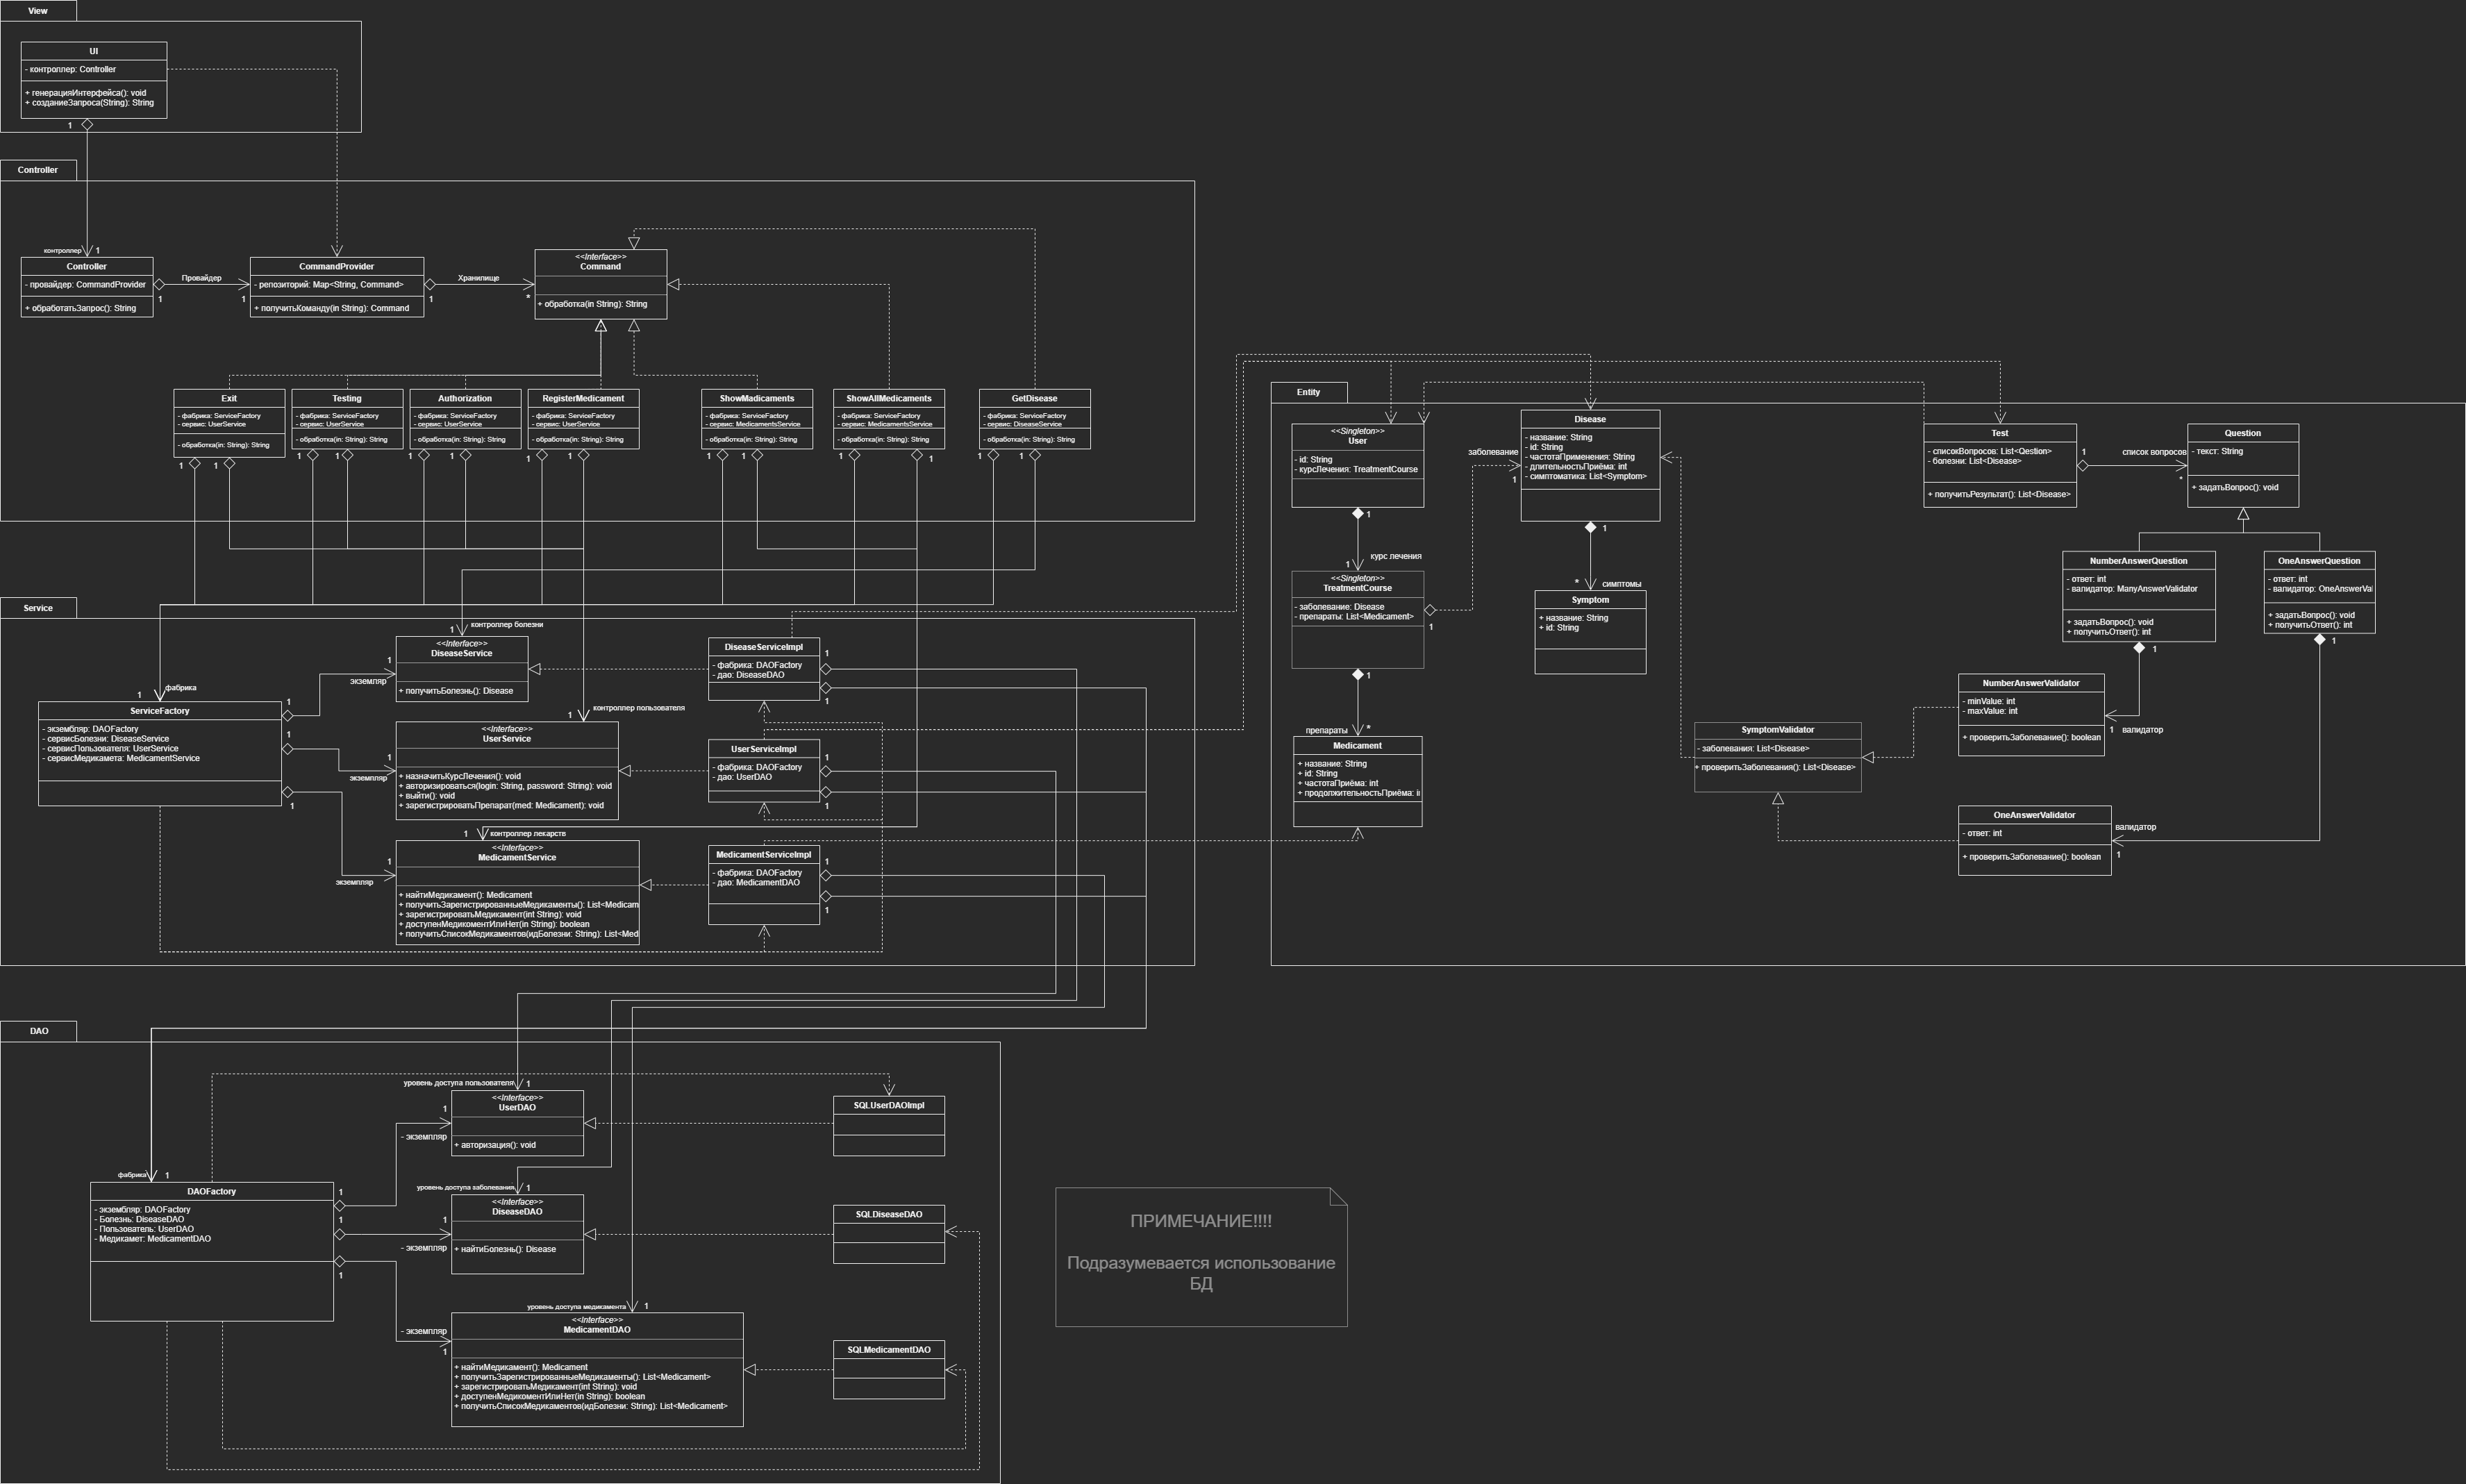 View
UI
- контроллер: Controller
+ генерацияИнтерфейса(): void
+ созданиеЗапроса(String): String
1
Controller
контроллер
1
Controller
- провайдер: CommandProvider
+ обработатьЗапрос(): String
Провайдер
1
1
CommandProvider
- репозиторий: Map<String, Command>
+ получитьКоманду(in String): Command
Хранилище
1
*
<<Interface>>
Command
+ обработка(in String): String
Exit
- фабрика: ServiceFactory
- сервис: UserService
- обработка(in: String): String
1
1
Testing
- фабрика: ServiceFactory
- сервис: UserService
- обработка(in: String): String
1
1
Authorization
- фабрика: ServiceFactory
- сервис: UserService
- обработка(in: String): String
1
1
RegisterMedicament
- фабрика: ServiceFactory
- сервис: UserService
- обработка(in: String): String
1
1
ShowMadicaments
- фабрика: ServiceFactory
- сервис: MedicamentsService
- обработка(in: String): String
1
1
ShowAllMedicaments
- фабрика: ServiceFactory
- сервис: MedicamentsService
- обработка(in: String): String
1
1
GetDisease
- фабрика: ServiceFactory
- сервис: DiseaseService
- обработка(in: String): String
1
1
Entity
<<Singleton>>
User
- id: String
- курсЛечения: TreatmentCourse
1
1
курс лечения
<<Singleton>>
TreatmentCourse
- заболевание: Disease
- препараты: List<Medicament>
1
заболевание
1
1
препараты
*
Medicament
+ название: String
+ id: String
+ частотаПриёма: int
+ продолжительностьПриёма: i
Disease
- название: String
- id: String
- частотаПрименения: String
- длительностьПриёма: int
- симптоматика: List<Symptom>
1
*
симптомы
Symptom
+ название: String
+ id: String
Test
- списокВопросов: List<Qestion>
- болезни: List<Disease>
+ получитьРезультат(): List<Disease>
1
список вопросов
*
Question
- текст: String
+ задатьВопрос(): void
NumberAnswerQuestion
- ответ: int
- валидатор: ManyAnswerValidator
+ задатьВопрос(): void
+ получитьОтвет(): int
1
OneAnswerQuestion
- ответ: int
- валидатор: OneAnswerVal
+ задатьВопрос(): void
+ получитьОтвет(): int
1
NumberAnswerValidator
- minValue: int
- maxValue: int
+ проверитьЗаболевание(): boolean
1
валидатор
SymptomValidator
- заболевания: List<Disease>
+ проверитьЗаболевания(): List<Disease>
OneAnswerValidator
- ответ: int
+ проверитьЗаболевание(): boolean
валидатор
1
Service
1
фабрика
ServiceFactory
- экзембляр: DAOFactory
- сервисБолезни: DiseaseService
- сервисПользователя: UserService
- сервисМедикамета: MedicamentService
1
1
1
1
контроллер болезни
1
экземпляр
<<Interface>>
DiseaseService
+ получитьБолезнь(): Disease
DiseaseServiceImpl
- фабрика: DAOFactory
- дао: DiseaseDAO
1
1
1
контроллер пользователя
1
экземпляр
<<Interface>>
UserService
+ назначитьКурсЛечения(): void
+ авторизироваться(login: String, password: String): void
+ выйти(): void
+ зарегистрироватьПрепарат(med: Medicament): void
UserServiceImpl
- фабрика: DAOFactory
- дао: UserDAO
1
1
1
контроллер лекарств
1
экземпляр
<<Interface>>
MedicamentService
+ найтиМедикамент(): Medicament
+ получитьЗарегистрированныеМедикаменты(): List<Medicam
+ зарегистрироватьМедикамент(int String): void
+ доступенМедикоментИлиНет(in String): boolean
+ получитьСписокМедикаментов(идБолезни: String): List<Med
MedicamentServiceImpl
- фабрика: DAOFactory
- дао: MedicamentDAO
1
1
DAO
фабрика
1
DAOFactory
- экзембляр: DAOFactory
- Болезнь: DiseaseDAO
- Пользователь: UserDAO
- Медикамет: MedicamentDAO
1
1
1
уровень доступа пользователя
1
1
- экземпляр
<<Interface>>
UserDAO
+ авторизация(): void
SQLUserDAOImpl
уровень доступа заболевания
1
1
- экземпляр
<<Interface>>
DiseaseDAO
+ найтиБолезнь(): Disease
SQLDiseaseDAO
уровень доступа медикамента
1
- экземпляр
1
<<Interface>>
MedicamentDAO
+ найтиМедикамент(): Medicament
+ получитьЗарегистрированныеМедикаменты(): List<Medicament>
+ зарегистрироватьМедикамент(int String): void
+ доступенМедикоментИлиНет(in String): boolean
+ получитьСписокМедикаментов(идБолезни: String): List<Medicament>
SQLMedicamentDAO
ПРИМЕЧАНИЕ!!!!
Подразумевается использование
БД